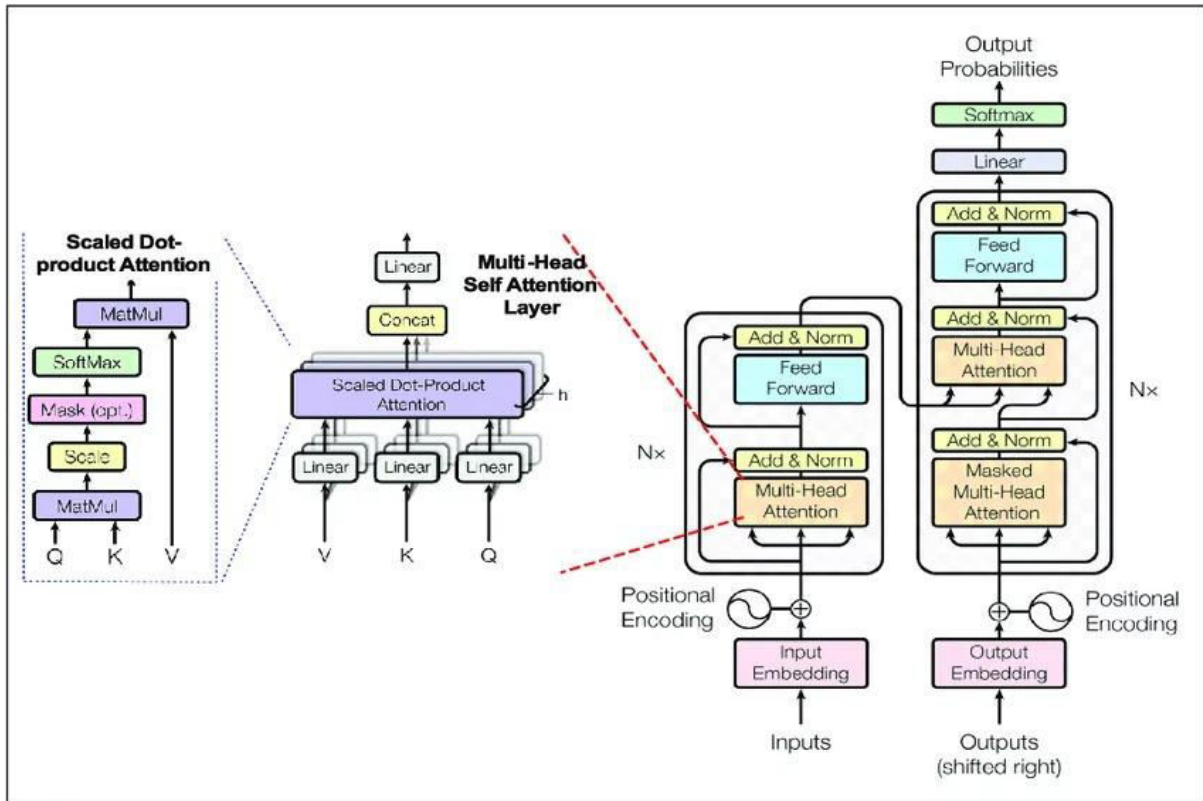 Scaled Dot-
product Attention
MatMul
SoftMax
Mask (opt.)
Scale
MatMul
Q
K
V
Linear
Multi-Head
Self Attention
Layer
Concat
Scaled Dot-Product
Attention
h
Linear
Linear
Linear
V
K
Q
Nx
Add & Norm
Feed
Forward
Add & Norm
Multi-Head
Attention
Positional
Encoding
Input
Embedding
Inputs
Output
Probabilities
Softmax
Linear
Add & Norm
Feed
Forward
Add & Norm
Multi-Head
Attention
Nx
Add & Norm
Masked
Multi-Head
Attention
Positional
Encoding
Output
Embedding
Outputs
(shifted right)